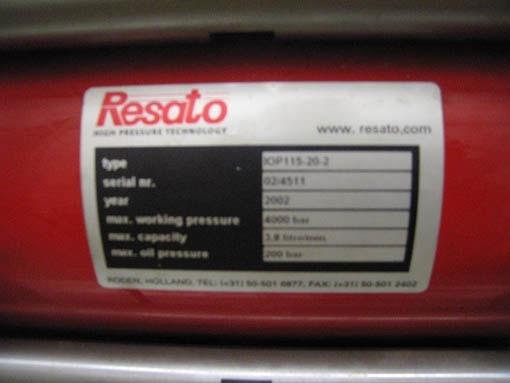 Resato
HIGH PRESSURE TECHNOLOGY
www. resato.com
type IOP115-20-2
serial nr. 02/4511
year 2002
max. working pressure 4000 bar
max. capacity 3,8 litre/min.
max. oil pressure 200 bar
RODEN, HOLLAND, TEL: (+31) 50-501 6877, FAX: (+31) 50-501 2402